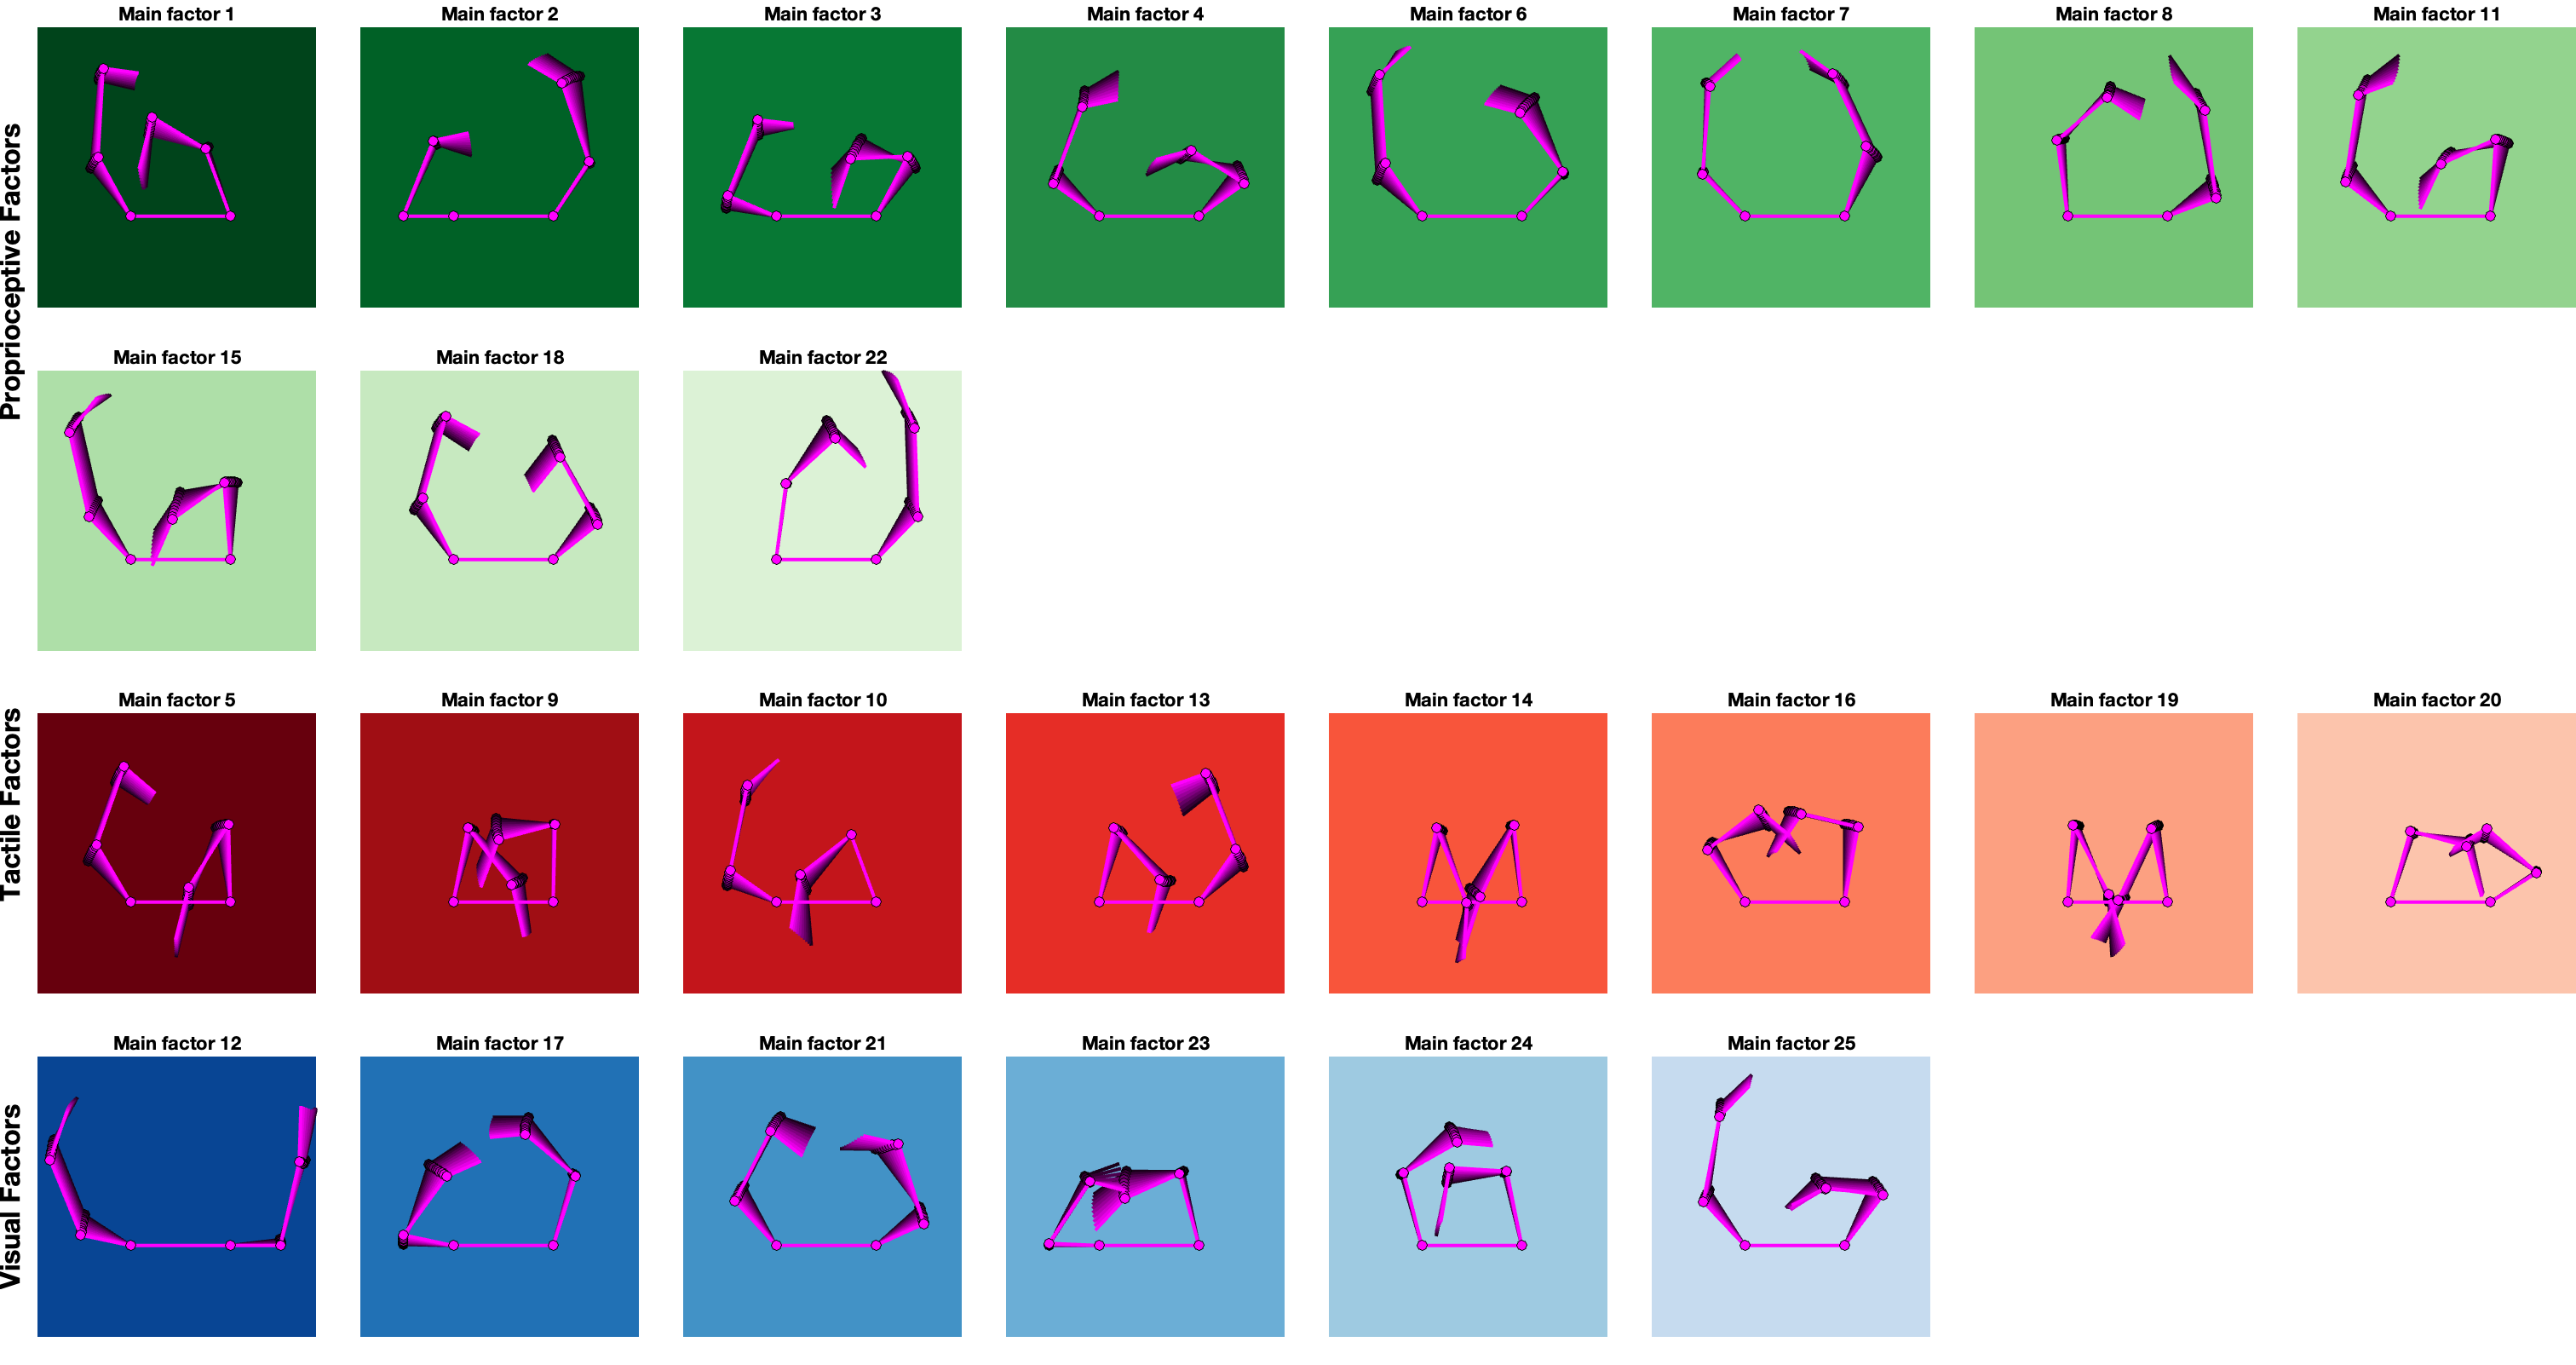 Proprioceptive Factors
Main factor 1
Main factor 2
Main factor 3
Main factor 4
Main factor 6
Main factor 7
Main factor 8
Main factor 11
Main factor 15
Main factor 18
Main factor 22
Tactile Factors
Main factor 5
Main factor 9
Main factor 10
Main factor 13
Main factor 14
Main factor 16
Main factor 19
Main factor 20
Visual Factors
Main factor 12
Main factor 17
Main factor 21
Main factor 23
Main factor 24
Main factor 25